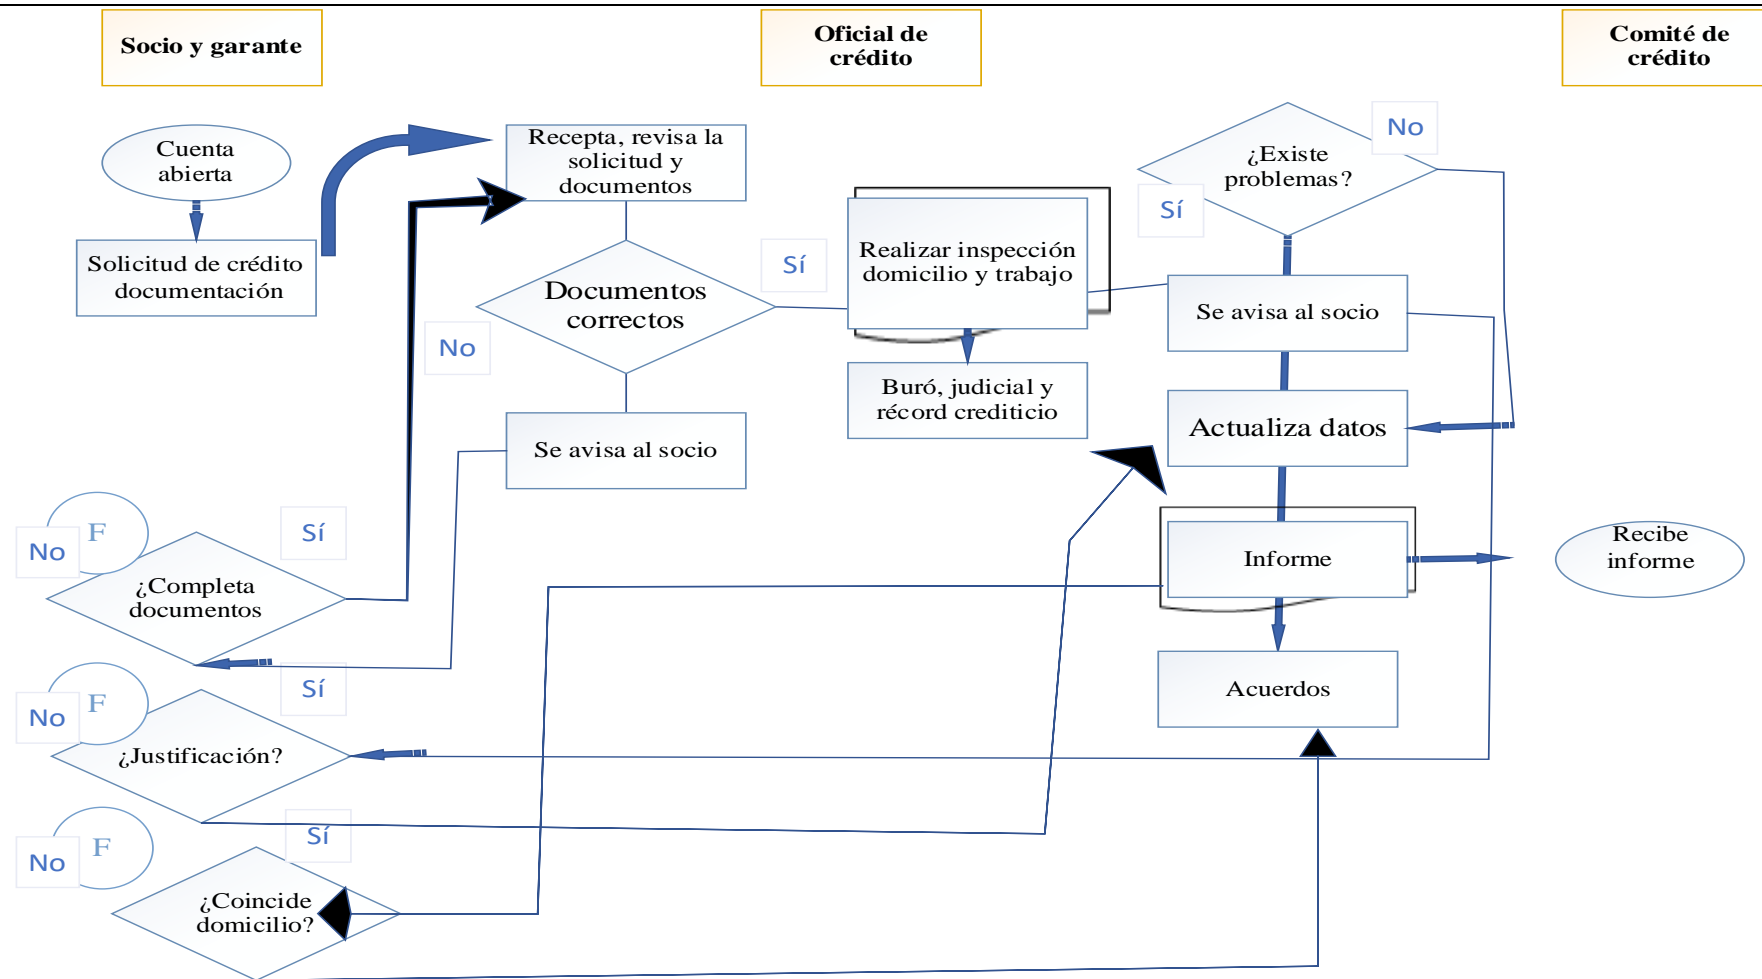 Socio y garante
Oficial de
crédito
Comité de
crédito
Cuenta
abierta
Solicitud de crédito
documentación
Recepta, revisa la
solicitud y
documentos
Documentos
correctos
Sí
No
Se avisa al socio
Realizar inspección
domicilio y trabajo
Buró, judicial y
récord crediticio
¿Existe
problemas?
No
Sí
Se avisa al socio
Actualiza datos
Informe
Acuerdos
Recibe
informe
F
No
Sí
¿Completa
documentos
F
No
Sí
¿Justificación?
F
No
Sí
¿Coincide
domicilio?